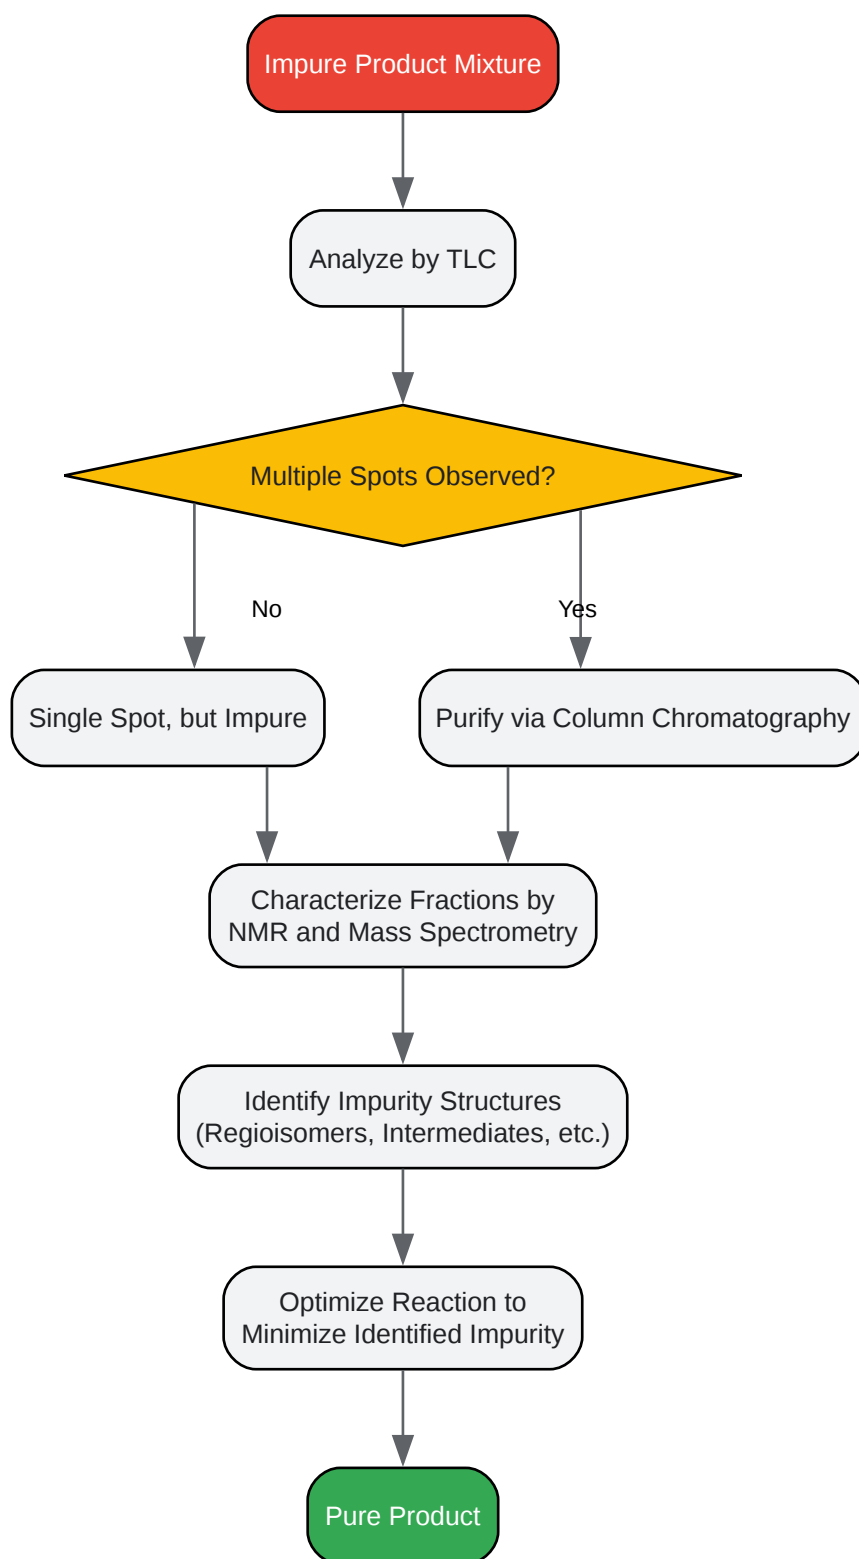 Impure Product Mixture
Analyze by TLC
Multiple Spots Observed?
No
Yes
Single Spot, but Impure
Purify via Column Chromatography
Characterize Fractions by
NMR and Mass Spectrometry
Identify Impurity Structures
(Regioisomers, Intermediates, etc.)
Optimize Reaction to
Minimize Identified Impurity
Pure Product